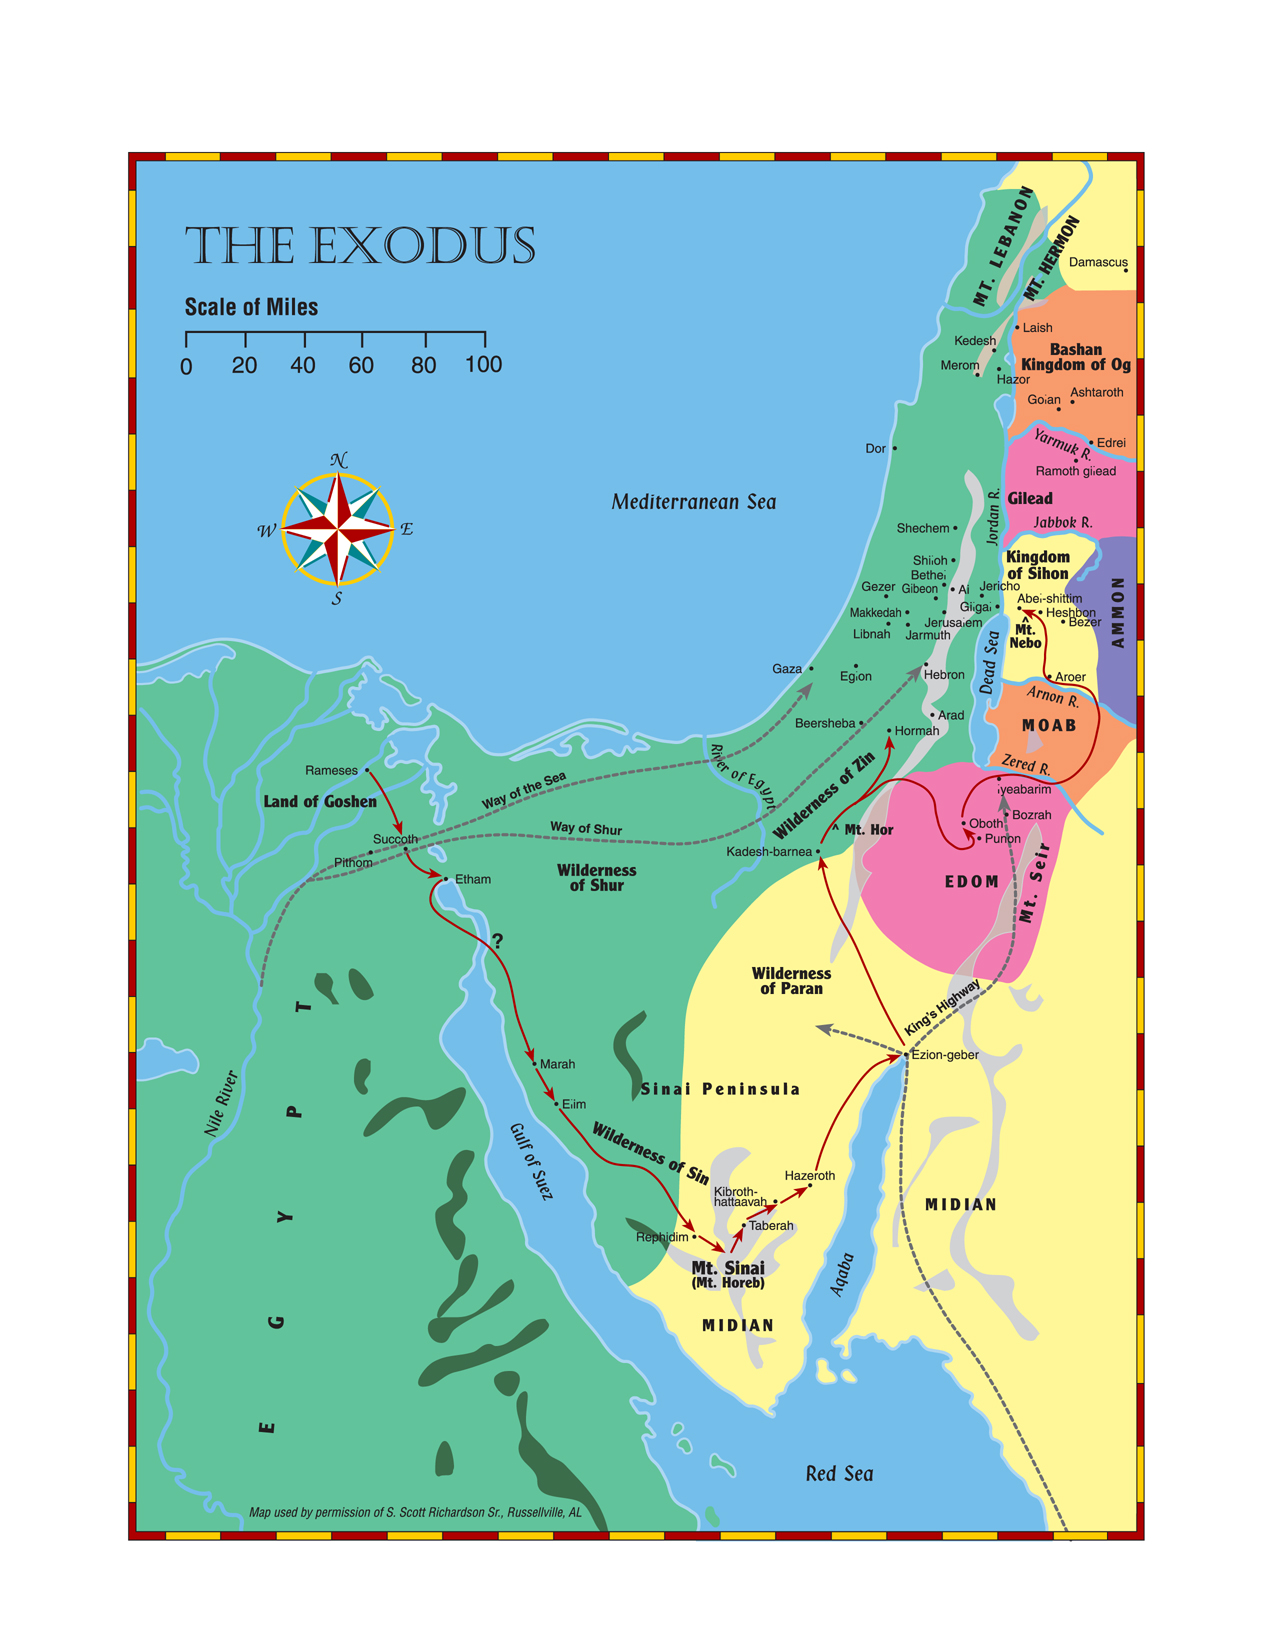 THE EXODUS
Scale of Miles
0 20 40 60 80 100
N
W E
S
MT. LEBANON
MT. HERMON
Damascus
Laish
Kedesh
Bashan
Kingdom of Og
Merom
Hazor
Ashtaroth
Golan
Dor
Yarmuk R.
Edrei
Ramoth gilead
Mediterranean Sea
Jordan R.
Gilead
Jabbok R.
Shechem
Shiloh
Kingdom
of Sihon
Bethel
Gezer
Gibeon
Ai
Jericho
AMMON
Makkedah
Gilgal
Abel-shittim
Heshbon
Libnah
Jarmuth
Jerusalem
Bezer
^
Mt.
Nebo
Dead Sea
Gaza
Eglon
Hebron
Aroer
Arnon R.
Beersheba
Arad
Hormah
MOAB
River of Egypt
Wilderness of Zin
Zered R.
Rameses
Land of Goshen
Way of the Sea
Iyeabarim
Succoth
Way of Shur
^ Mt. Hor
Oboth
Bozrah
Punon
Pithom
Kadesh-barnea
Etham
Wilderness
of Shur
EDOM
Mt. Seir
?
Wilderness
of Paran
King's Highway
EGYPT
Marah
Ezion-geber
Nile River
Elim
Sinai Peninsula
Gulf of Suez
Wilderness of Sin
Hazeroth
Kibroth-
hattaavah
MIDIAN
Taberah
Rephidim
Mt. Sinai
(Mt. Horeb)
Aqaba
MIDIAN
Red Sea
Map used by permission of S. Scott Richardson Sr., Russellville, AL